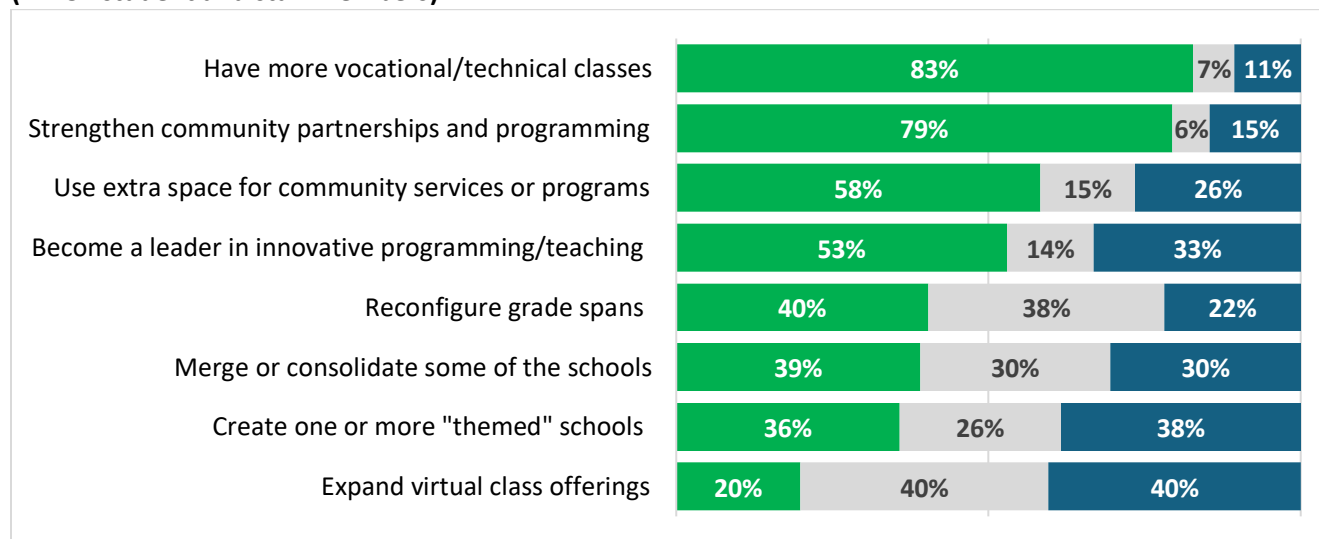 Have more vocational/technical classes 83% 7% 11%
Strengthen community partnerships and programming 79% 6% 15%
Use extra space for community services or programs 58% 15% 26%
Become a leader in innovative programming/teaching 53% 14% 33%
Reconfigure grade spans 40% 38% 22%
Merge or consolidate some of the schools 39% 30% 30%
Create one or more "themed" schools 36% 26% 38%
Expand virtual class offerings 20% 40% 40%